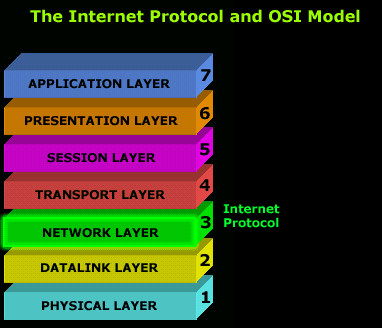 The Internet Protocol and OSI Model
APPLICATION LAYER 7
PRESENTATION LAYER 6
SESSION LAYER 5
TRANSPORT LAYER 4
NETWORK LAYER 3 Internet
Protocol
DATALINK LAYER 2
PHYSICAL LAYER 1